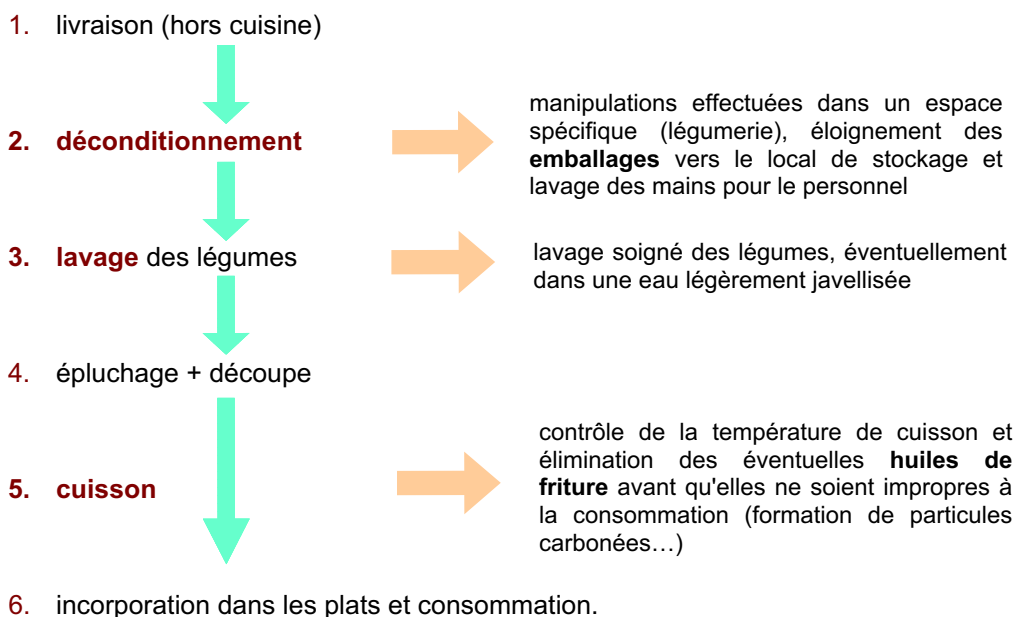 1. livraison (hors cuisine)
2. déconditionnement
manipulations effectuées dans un espace
spécifique (légumerie), éloignement des
emballages vers le local de stockage et
lavage des mains pour le personnel
3. lavage des légumes
lavage soigné des légumes, éventuellement
dans une eau légèrement javellisée
4. épluchage + découpe
5. cuisson
contrôle de la température de cuisson et
élimination des éventuelles huiles de
friture avant qu'elles ne soient impropres à
la consommation (formation de particules
carbonées…)
6. incorporation dans les plats et consommation.